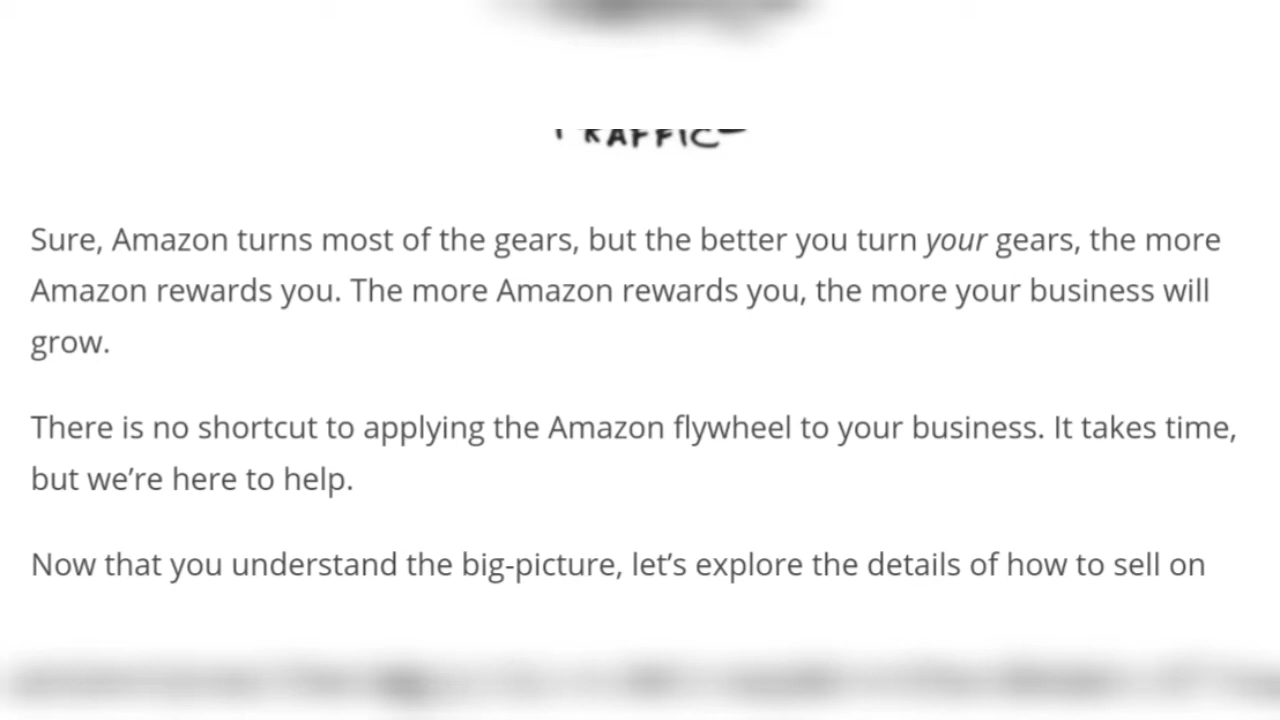 TRAFFIC
Sure, Amazon turns most of the gears, but the better you turn your gears, the more
Amazon rewards you. The more Amazon rewards you, the more your business will
grow.
There is no shortcut to applying the Amazon flywheel to your business. It takes time,
but we’re here to help.
Now that you understand the big-picture, let’s explore the details of how to sell on